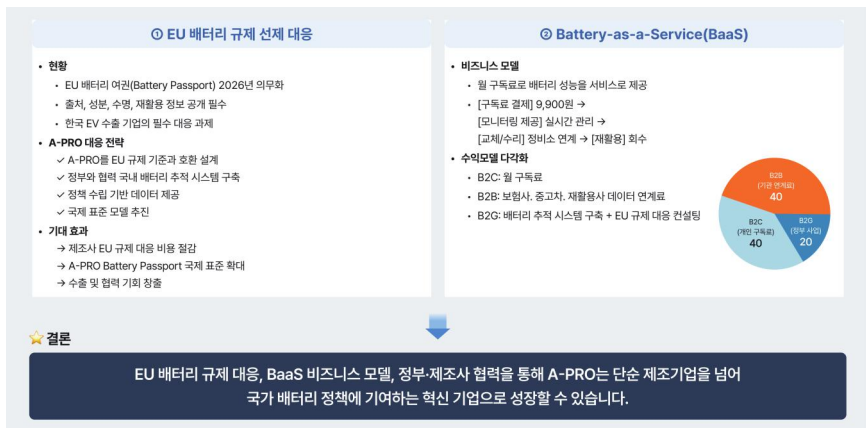 ① EU 배터리 규제 선제 대응
• 현황
• EU 배터리 여권(Battery Passport) 2026년 의무화
• 출처, 성분, 수명, 재활용 정보 공개 필수
• 한국 EV 수출 기업의 필수 대응 과제
• A-PRO 대응 전략
✓ A-PRO를 EU 규제 기준과 호환 설계
✓ 정부와 협력 국내 배터리 추적 시스템 구축
✓ 정책 수립 기반 데이터 제공
✓ 국제 표준 모델 추진
• 기대 효과
→ 제조사 EU 규제 대응 비용 절감
→ A-PRO Battery Passport 국제 표준 확대
→ 수출 및 협력 기회 창출
② Battery-as-a-Service(BaaS)
• 비즈니스 모델
• 월 구독료로 배터리 성능을 서비스로 제공
• [구독료 결제] 9,900원 →
[모니터링 제공] 실시간 관리 →
[교체/수리] 정비소 연계 → [재활용] 회수
• 수익모델 다각화
• B2C: 월 구독료
• B2B: 보험사. 중고차. 재활용사 데이터 연계료
• B2G: 배터리 추적 시스템 구축 + EU 규제 대응 컨설팅
B2B
(기관 연계료)
40
B2C
(개인 구독료)
40
B2G
(정부 사업)
20
결론
EU 배터리 규제 대응, BaaS 비즈니스 모델, 정부·제조사 협력을 통해 A-PRO는 단순 제조기업을 넘어
국가 배터리 정책에 기여하는 혁신 기업으로 성장할 수 있습니다.